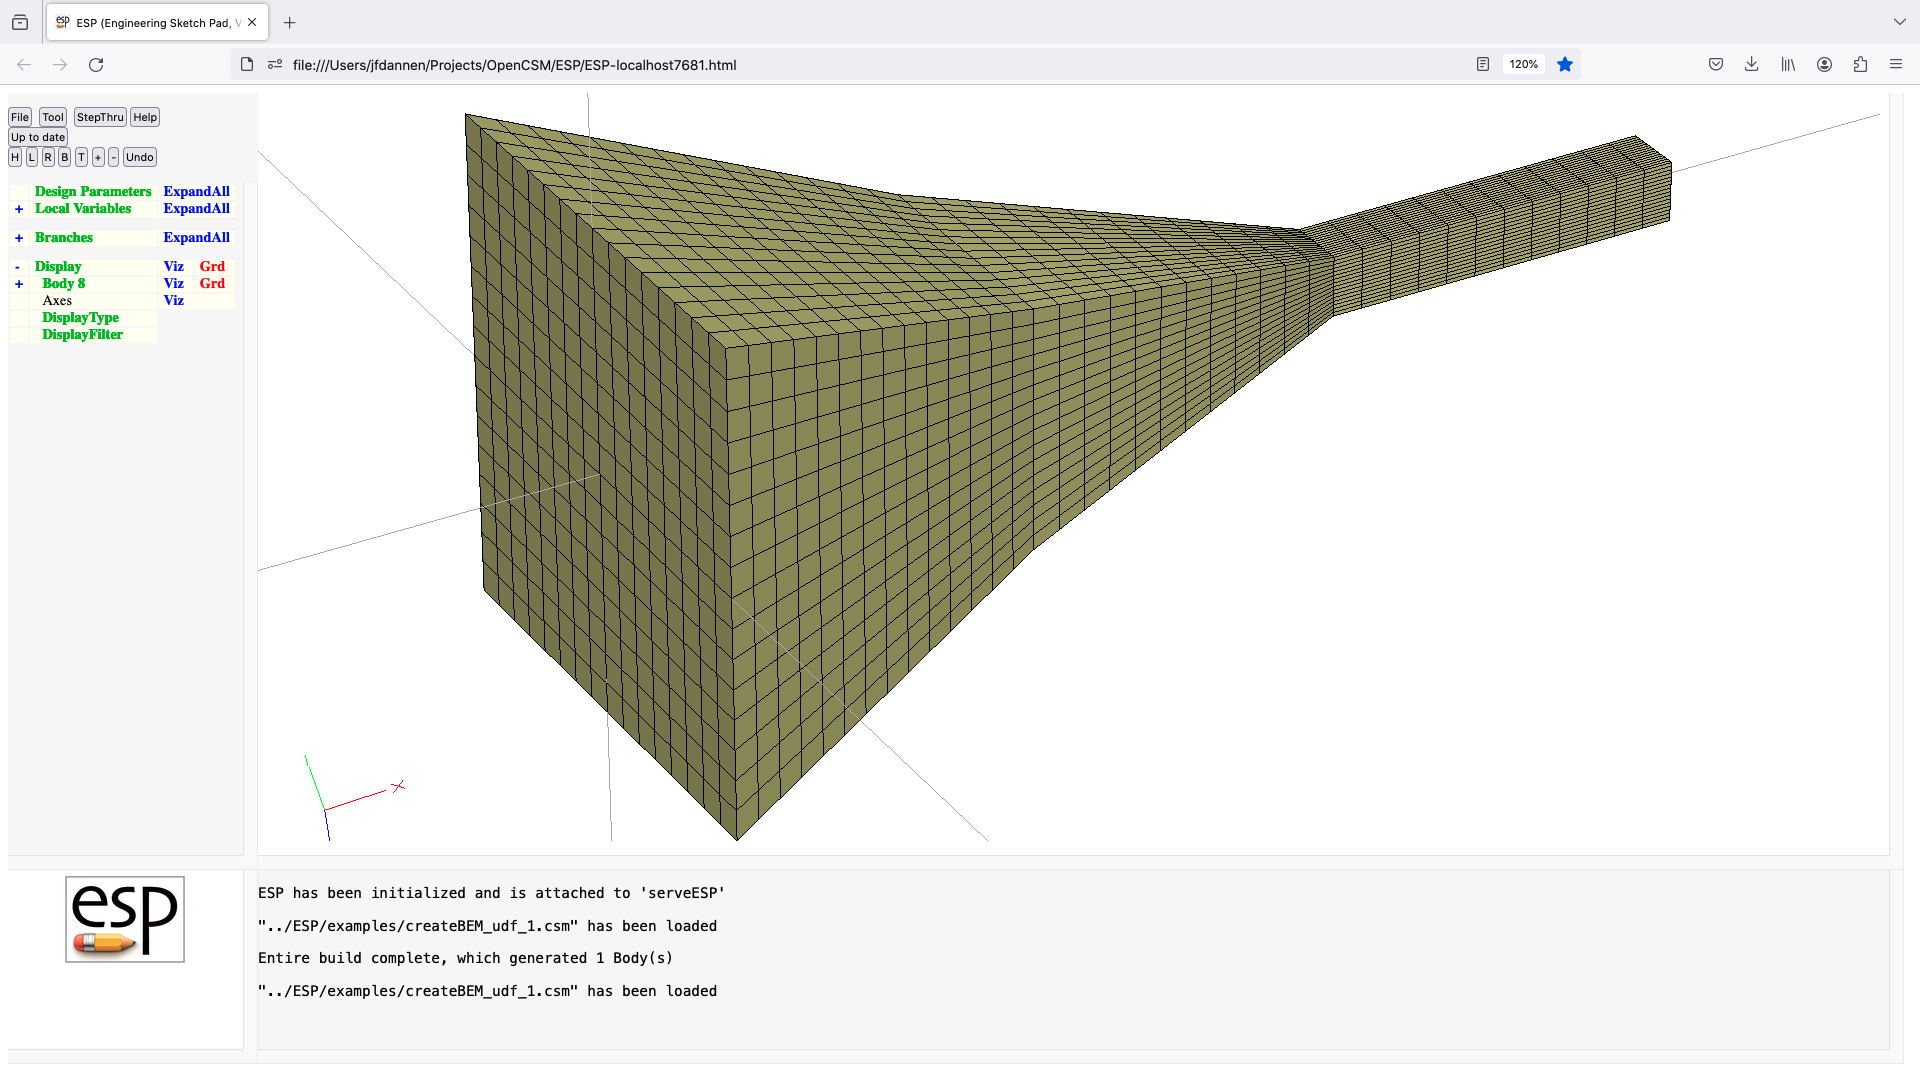 ESP (Engineering Sketch Pad, V
file:///Users/jfdannen/Projects/OpenCSM/ESP/ESP-localhost7681.html 120%
File Tool StepThru Help
Up to date
H L R B T + - Undo
Design Parameters ExpandAll
+ Local Variables ExpandAll
+ Branches ExpandAll
- Display Viz Grd
+ Body 8 Viz Grd
Axes Viz
DisplayType
DisplayFilter
X
esp
ESP has been initialized and is attached to 'serveESP'
"../ESP/examples/createBEM_udf_1.csm" has been loaded
Entire build complete, which generated 1 Body(s)
"../ESP/examples/createBEM_udf_1.csm" has been loaded